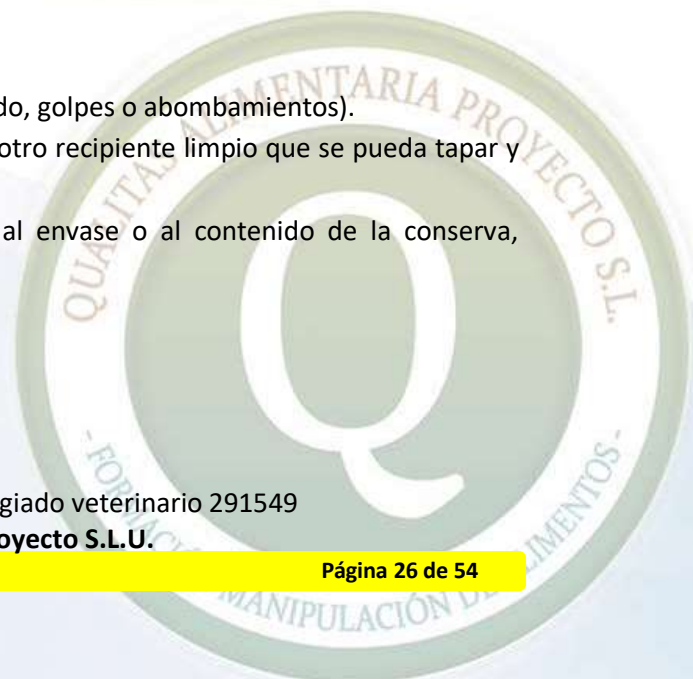 do, golpes o abombamientos).
otro recipiente limpio que se pueda tapar y
al envase o al contenido de la conserva,
QUALITAS ALIMENTARIA PROYECTO S.L.
Q
giado veterinario 291549
oyecto S.L.U.
Página 26 de 54
- FORMACIÓN MANIPULACIÓN DE ALIMENTOS -